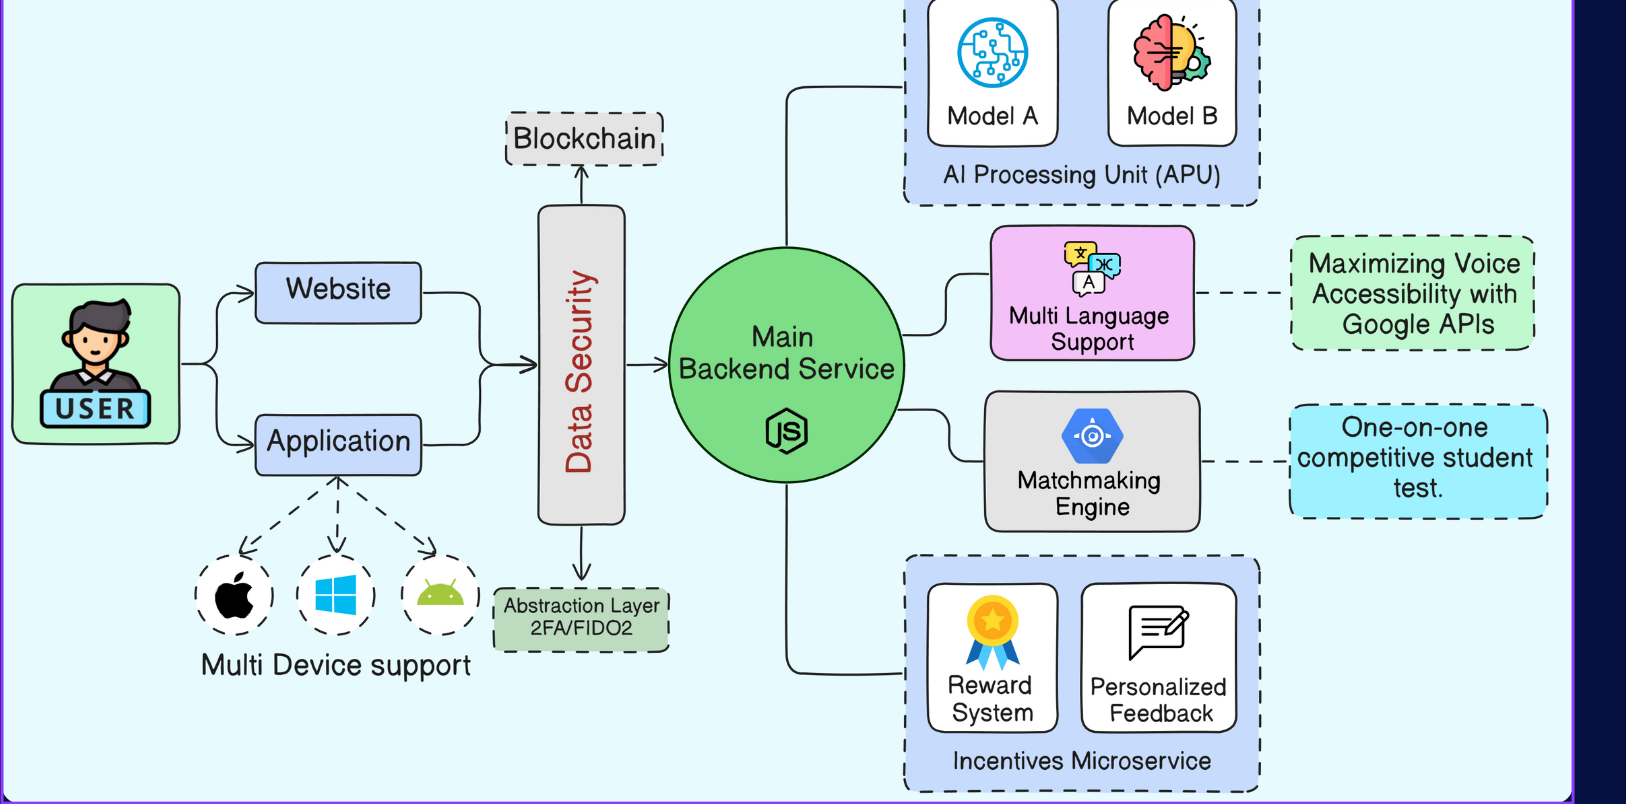 Model A
Model B
AI Processing Unit (APU)
Blockchain
Website
Application
USER
Data Security
Main
Backend Service
JS
文
A
Multi Language
Support
Maximizing Voice
Accessibility with
Google APIs
Matchmaking
Engine
One-on-one
competitive student
test.
Abstraction Layer
2FA/FIDO2
Multi Device support
Reward
System
Personalized
Feedback
Incentives Microservice